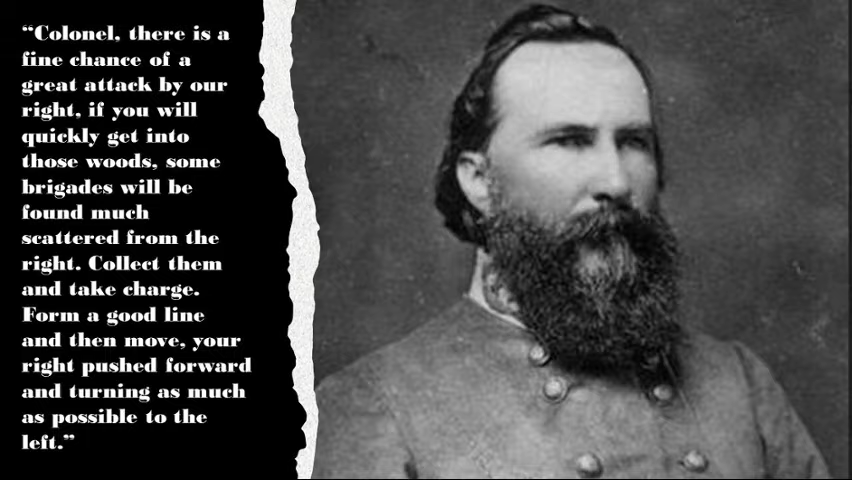 “Colonel, there is a
fine chance of a
great attack by our
right, if you will
quickly get into
those woods, some
brigades will be
found much
scattered from the
right. Collect them
and take charge.
Form a good line
and then move, your
right pushed forward
and turning as much
as possible to the
left.”